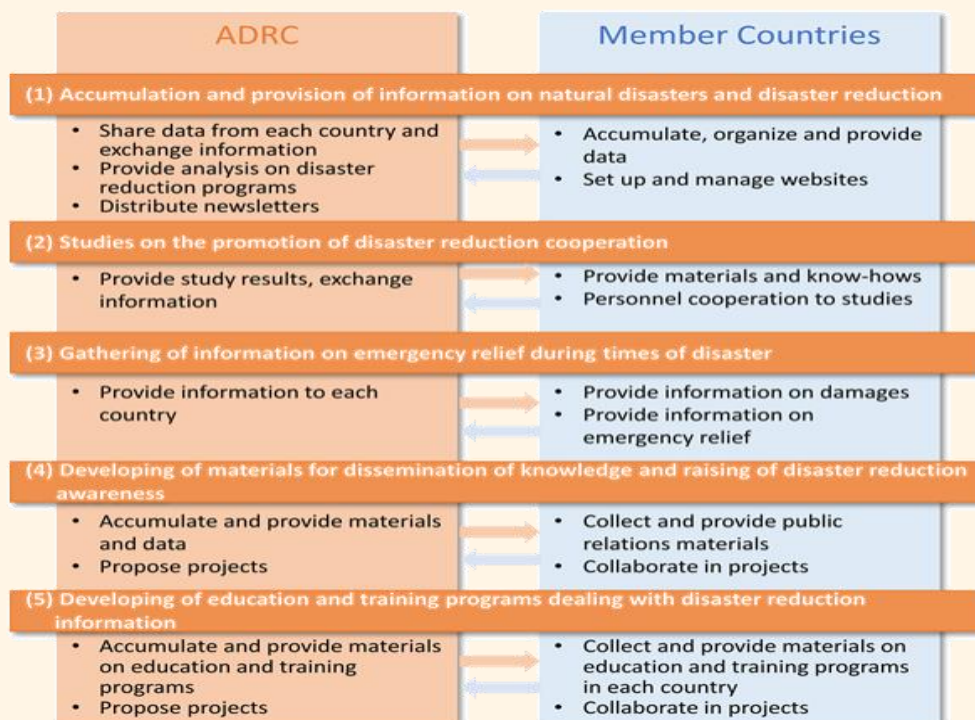 ADRC
Member Countries
(1) Accumulation and provision of information on natural disasters and disaster reduction
• Share data from each country and
exchange information
• Provide analysis on disaster
reduction programs
• Distribute newsletters
• Accumulate, organize and provide
data
• Set up and manage websites
(2) Studies on the promotion of disaster reduction cooperation
• Provide study results, exchange
information
• Provide materials and know-hows
• Personnel cooperation to studies
(3) Gathering of information on emergency relief during times of disaster
• Provide information to each
country
• Provide information on damages
• Provide information on
emergency relief
(4) Developing of materials for dissemination of knowledge and raising of disaster reduction
awareness
• Accumulate and provide materials
and data
• Propose projects
• Collect and provide public
relations materials
• Collaborate in projects
(5) Developing of education and training programs dealing with disaster reduction
information
• Accumulate and provide materials
on education and training
programs
• Propose projects
• Collect and provide materials on
education and training programs
in each country
• Collaborate in projects